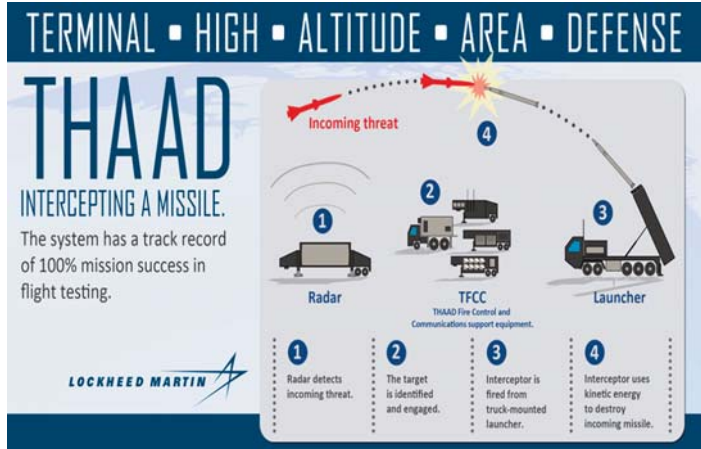 TERMINAL ▪ HIGH ▪ ALTITUDE ▪ AREA ▪ DEFENSE
THAAD
INTERCEPTING A MISSILE.
The system has a track record
of 100% mission success in
flight testing.
LOCKHEED MARTIN
Incoming threat
4
1
2
3
Radar
TFCC
THAAD Fire Control and
Communications support equipment.
Launcher
1
Radar detects
incoming threat.
2
The target
is identified
and engaged.
3
Interceptor is
fired from
truck-mounted
launcher.
4
Interceptor uses
kinetic energy
to destroy
incoming missile.